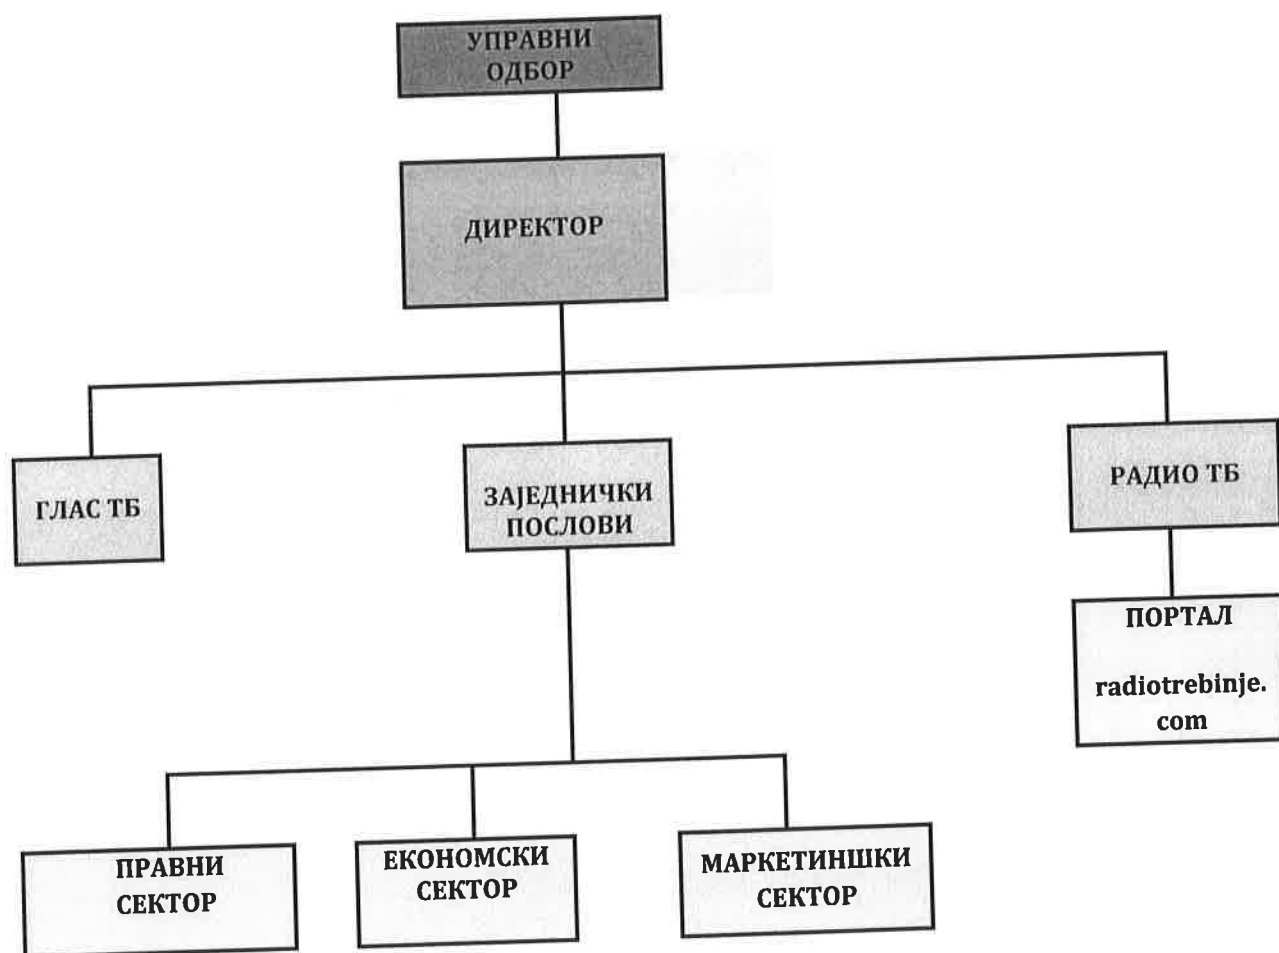 УПРАВНИ
ОДБОР
ДИРЕКТОР
ГЛАС ТБ
ЗАЈЕДНИЧКИ
ПОСЛОВИ
РАДИО ТБ
ПОРТАЛ
radiotrebinje.
com
ПРАВНИ
СЕКТОР
ЕКОНОМСКИ
СЕКТОР
МАРКЕТИНШКИ
СЕКТОР